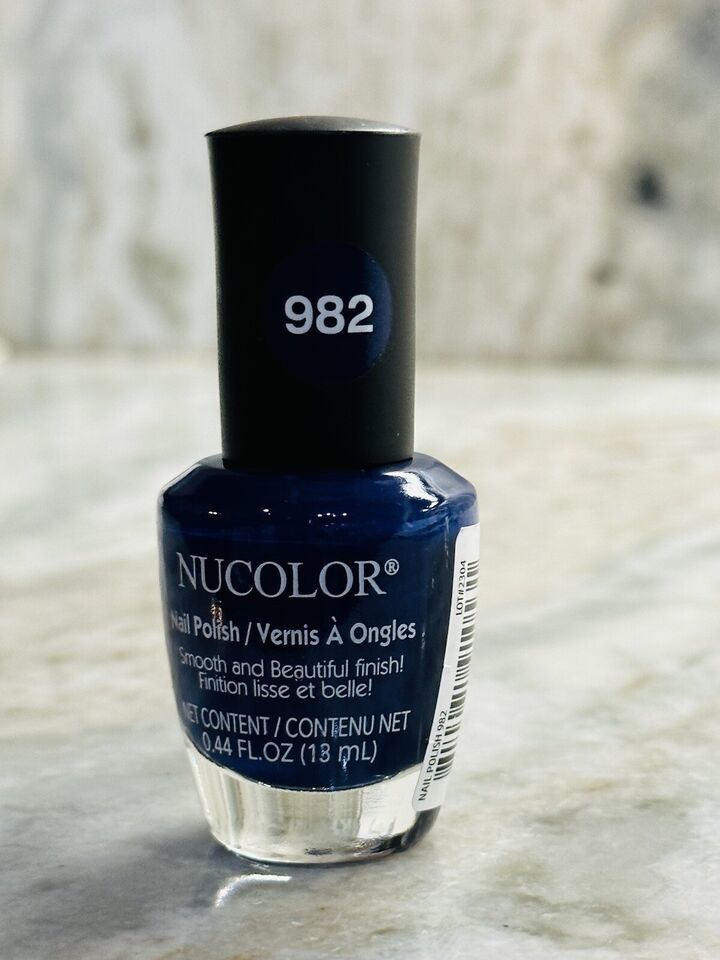 982
NUCOLOR®
Nail Polish / Vernis À Ongles
Smooth and Beautiful finish!
Finition lisse et belle!
NET CONTENT / CONTENU NET
0.44 FL.OZ (13 mL)
LOT#2304
NAIL POLISH 982